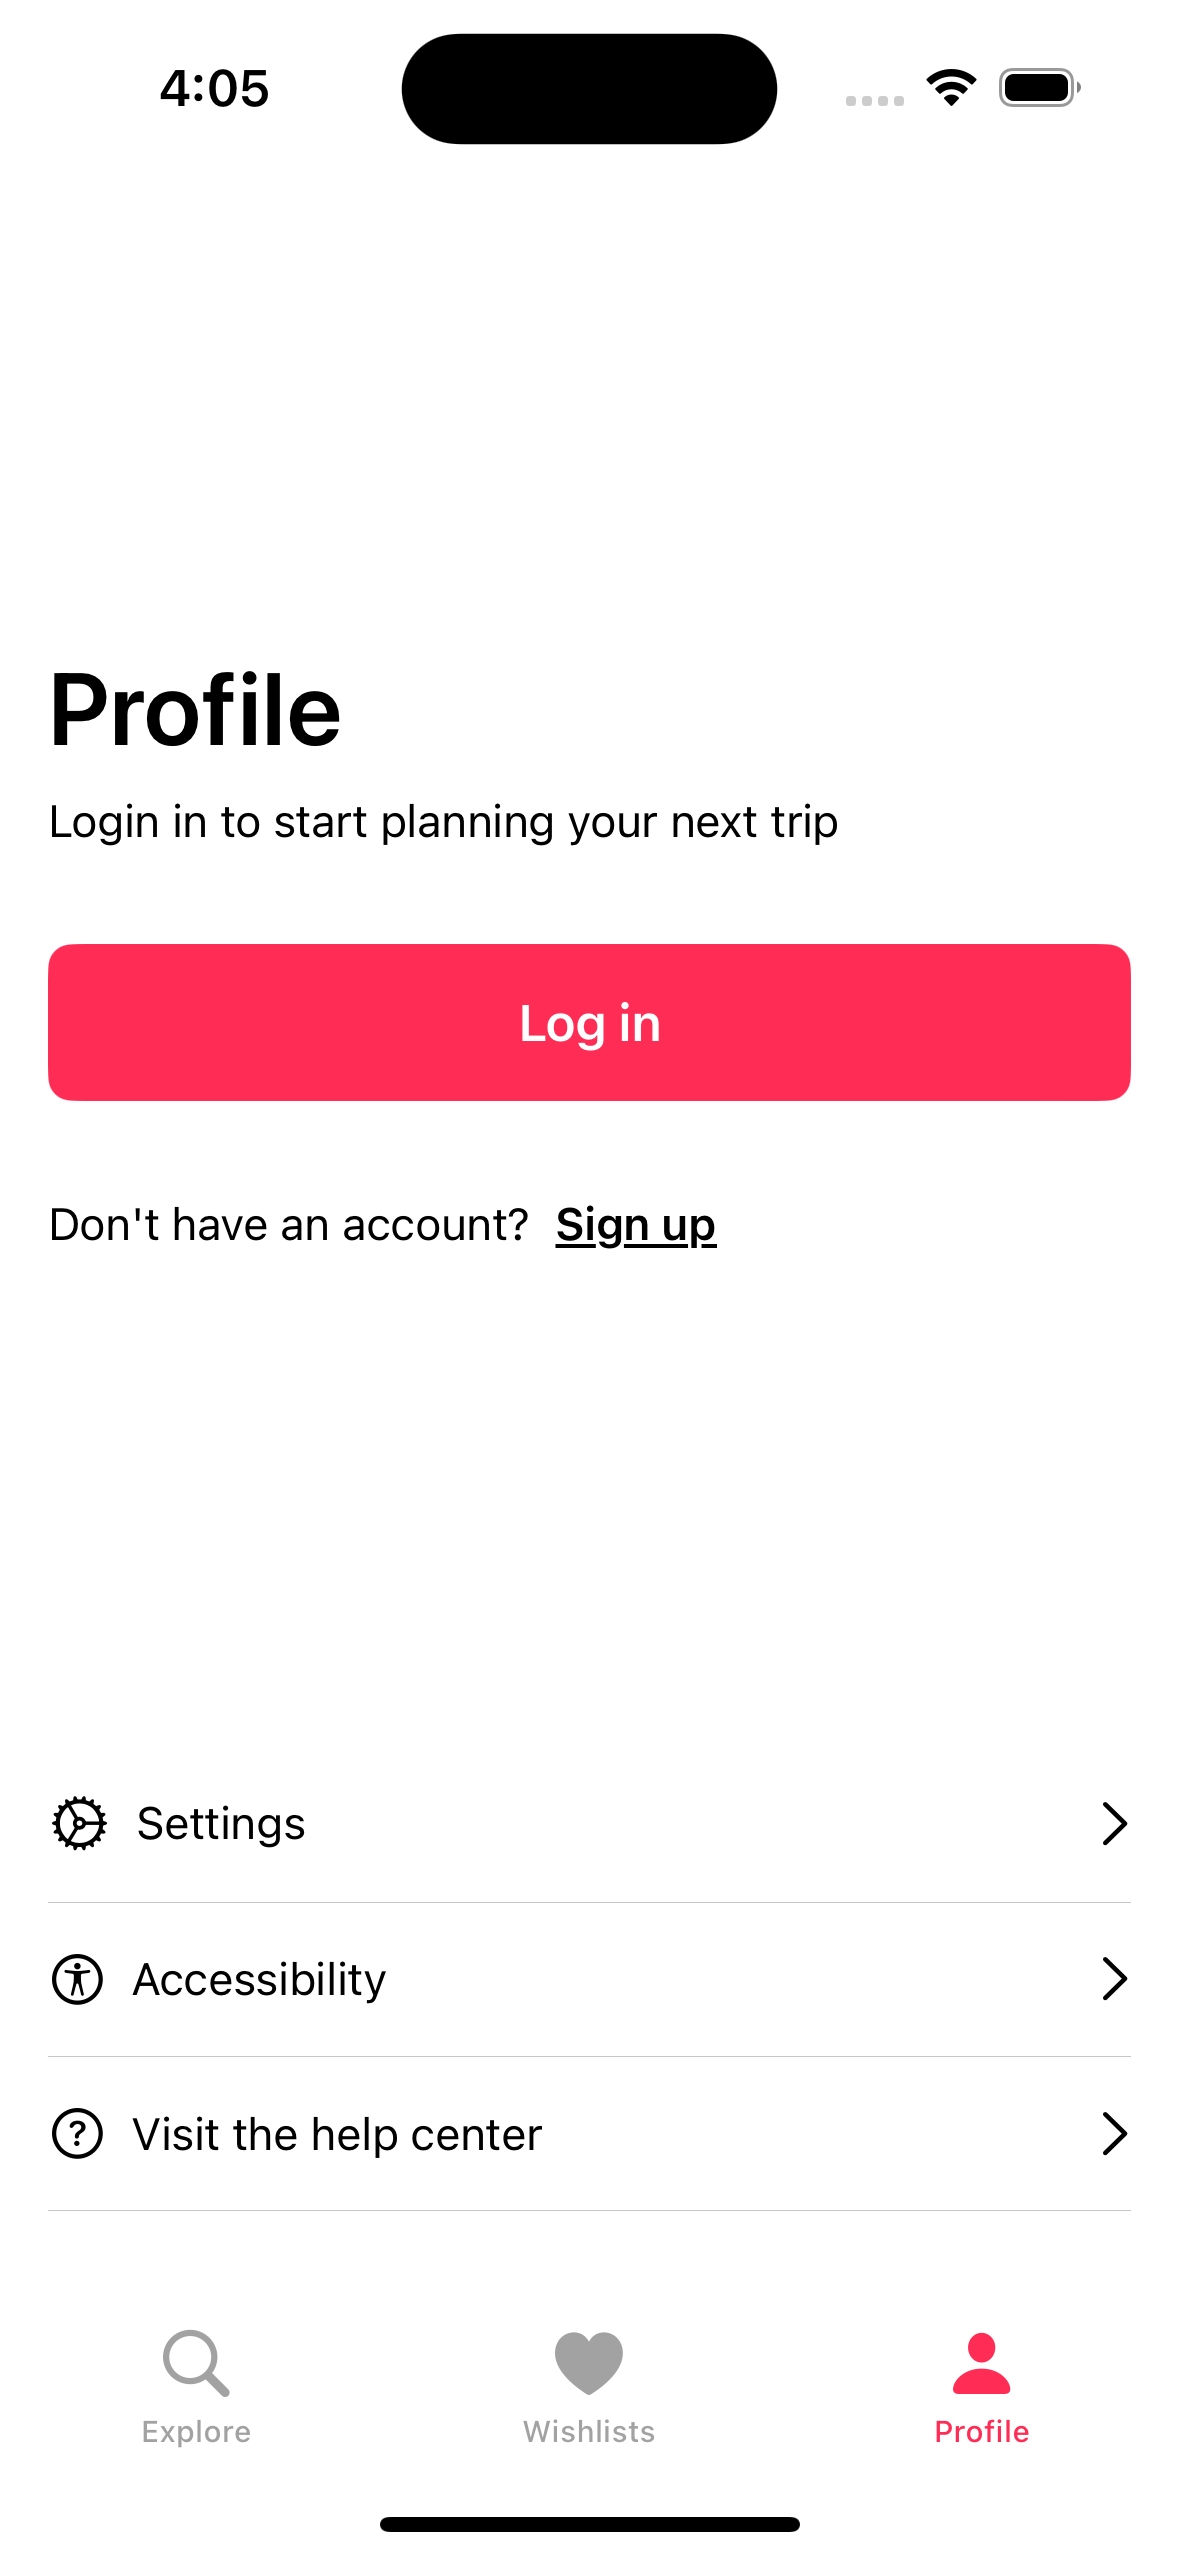 4:05
Profile
Login in to start planning your next trip
Log in
Don't have an account? Sign up
Settings
Accessibility
Visit the help center
Explore
Wishlists
Profile